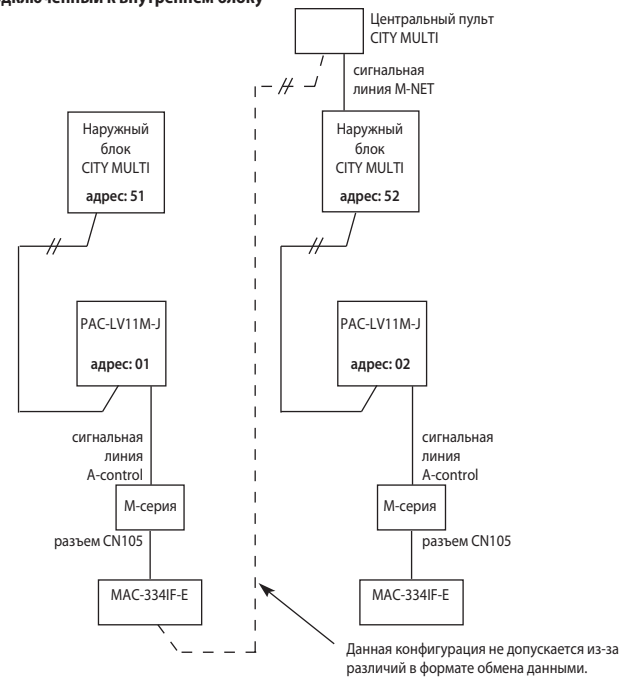 дключенный к внутреннем блоку
Центральный пульт
CITY MULTI
сигнальная
линия M-NET
Наружный
блок
CITY MULTI
адрес: 51
Наружный
блок
CITY MULTI
адрес: 52
PAC-LV11M-J
адрес: 01
PAC-LV11M-J
адрес: 02
сигнальная
линия
A-control
сигнальная
линия
A-control
М-серия
М-серия
разъем CN105
разъем CN105
MAC-334IF-E
MAC-334IF-E
Данная конфигурация не допускается из-за
различий в формате обмена данными.